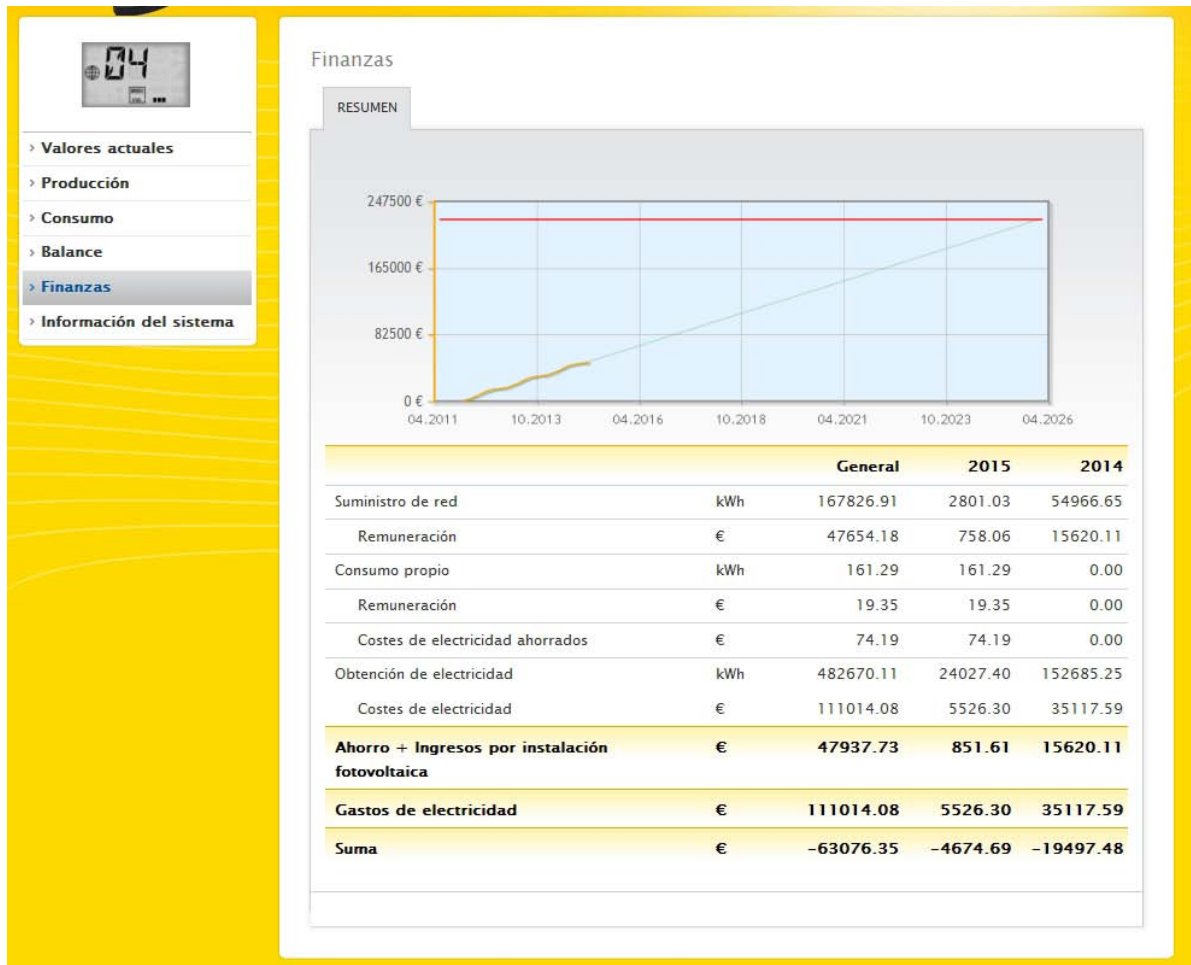 04
Valores actuales
Producción
Consumo
Balance
Finanzas
Información del sistema
Finanzas
RESUMEN
247500 €
165000 €
82500 €
0 €
04.2011 10.2013 04.2016 10.2018 04.2021 10.2023 04.2026
General 2015 2014
Suministro de red kWh 167826.91 2801.03 54966.65
Remuneración € 47654.18 758.06 15620.11
Consumo propio kWh 161.29 161.29 0.00
Remuneración € 19.35 19.35 0.00
Costes de electricidad ahorrados € 74.19 74.19 0.00
Obtención de electricidad kWh 482670.11 24027.40 152685.25
Costes de electricidad € 111014.08 5526.30 35117.59
Ahorro + Ingresos por instalación € 47937.73 851.61 15620.11
fotovoltaica
Gastos de electricidad € 111014.08 5526.30 35117.59
Suma € -63076.35 -4674.69 -19497.48